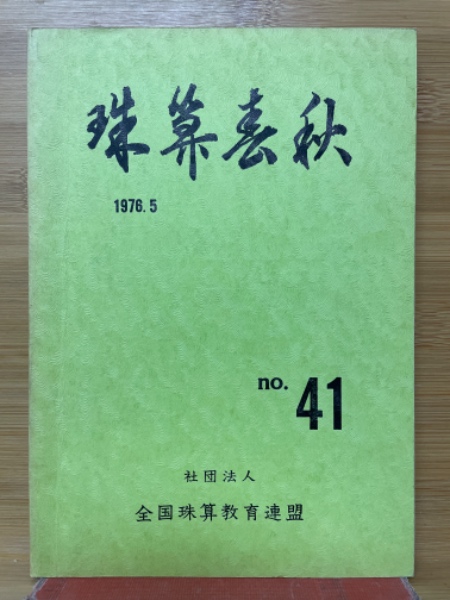 珠算春秋
1976.5
no. 41
社団法人
全国珠算教育連盟